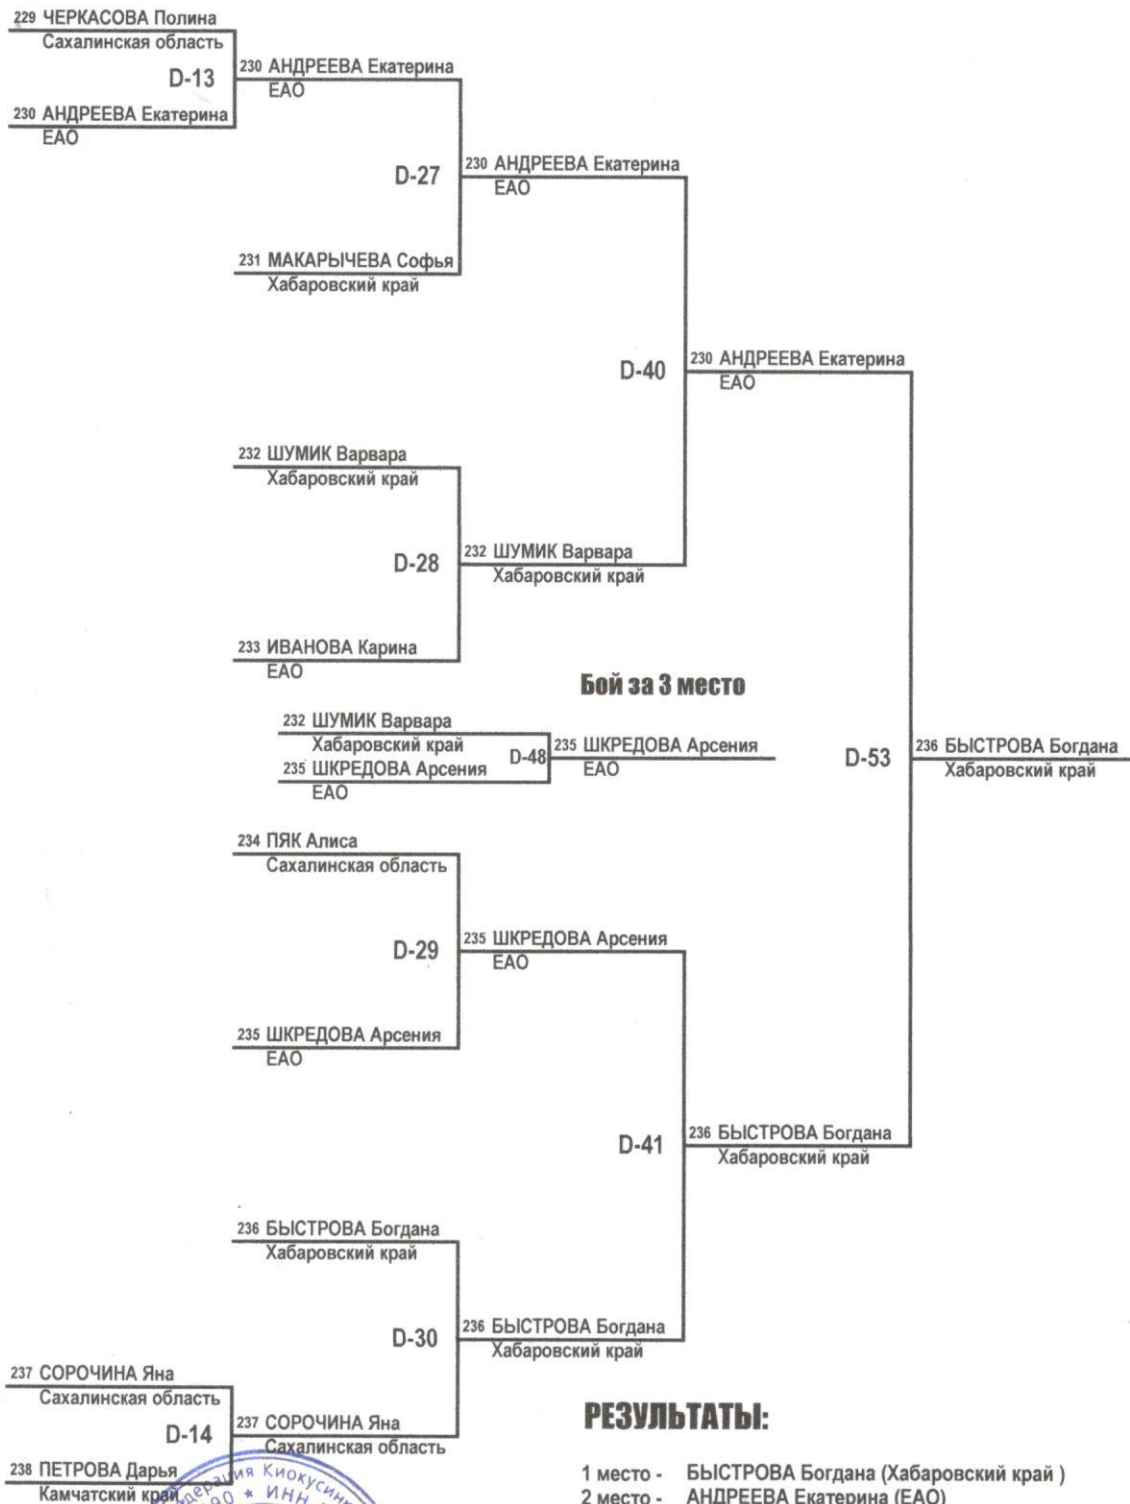 229 ЧЕРКАСОВА Полина
Сахалинская область
D-13
230 АНДРЕЕВА Екатерина
ЕАО
230 АНДРЕЕВА Екатерина
ЕАО
D-27
230 АНДРЕЕВА Екатерина
ЕАО
231 МАКАРЫЧЕВА Софья
Хабаровский край
D-40
230 АНДРЕЕВА Екатерина
ЕАО
232 ШУМИК Варвара
Хабаровский край
D-28
232 ШУМИК Варвара
Хабаровский край
233 ИВАНОВА Карина
ЕАО
Бой за 3 место
232 ШУМИК Варвара
Хабаровский край
235 ШКРЕДОВА Арсения
ЕАО
D-48
235 ШКРЕДОВА Арсения
ЕАО
D-53
236 БЫСТРОВА Богдана
Хабаровский край
234 ПЯК Алиса
Сахалинская область
D-29
235 ШКРЕДОВА Арсения
ЕАО
235 ШКРЕДОВА Арсения
ЕАО
D-41
236 БЫСТРОВА Богдана
Хабаровский край
236 БЫСТРОВА Богдана
Хабаровский край
D-30
236 БЫСТРОВА Богдана
Хабаровский край
237 СОРОЧИНА Яна
Сахалинская область
D-14
237 СОРОЧИНА Яна
Сахалинская область
238 ПЕТРОВА Дарья
Камчатский край
ИНН
РЕЗУЛЬТАТЫ:
1 место - БЫСТРОВА Богдана (Хабаровский край )
2 место - АНДРЕЕВА Екатерина (ЕАО)